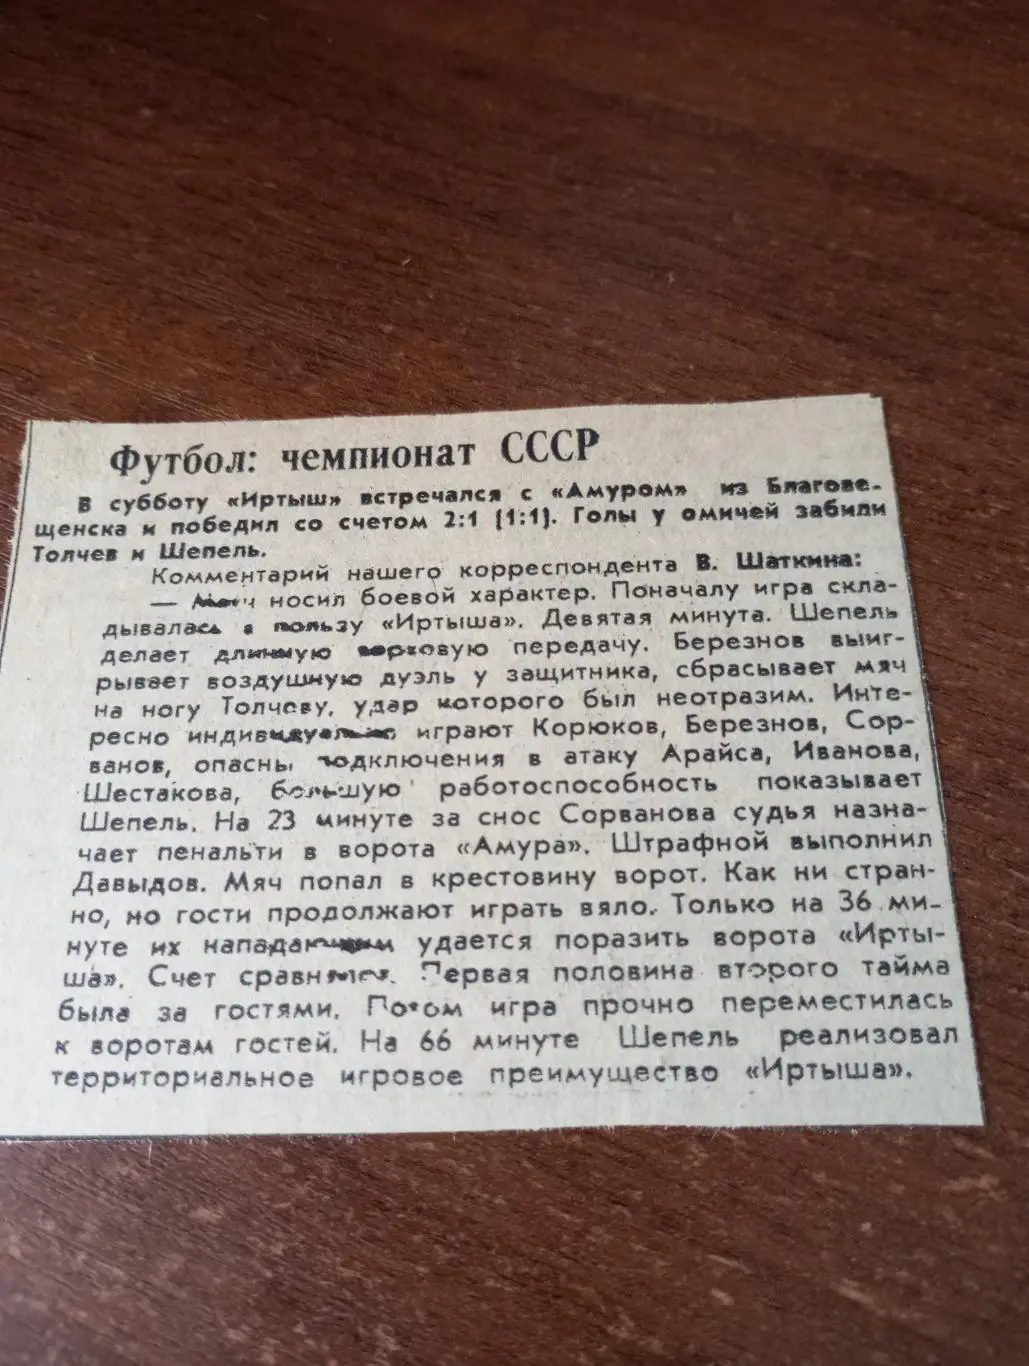 Футбол: чемпионат СССР
В субботу «Иртыш» встречался с «Амуром» из Благове-
щенска и победил со счетом 2:1 (1:1). Голы у омичей забили
Толчев и Шепель.
Комментарий нашего корреспондента В. Шаткина:
— носил боевой характер. Поначалу игра скла-
дывалась в пользу «Иртыша». Девятая минута. Шепель
делает длинную верховую передачу. Березнов выиг-
рывает воздушную дуэль у защитника, сбрасывает мяч
на ногу Толчеву, удар которого был неотразим. Инте-
ресно индивидуально играют Корюков, Березнов, Сор-
ванов, опасны подключения в атаку Арайса, Иванова,
Шестакова, большую работоспособность показывает
Шепель. На 23 минуте за снос Сорванова судья назна-
чает пенальти в ворота «Амура». Штрафной выполнил
Давыдов. Мяч попал в крестовину ворот. Как ни стран-
но, но гости продолжают играть вяло. Только на 36 ми-
нуте их удается поразить ворота «Ирты-
ша». Счет Первая половина второго тайма
была за гостями. Потом игра прочно переместилась
к воротам гостей. На 66 минуте Шепель реализовал
территориальное игровое преимущество «Иртыша».